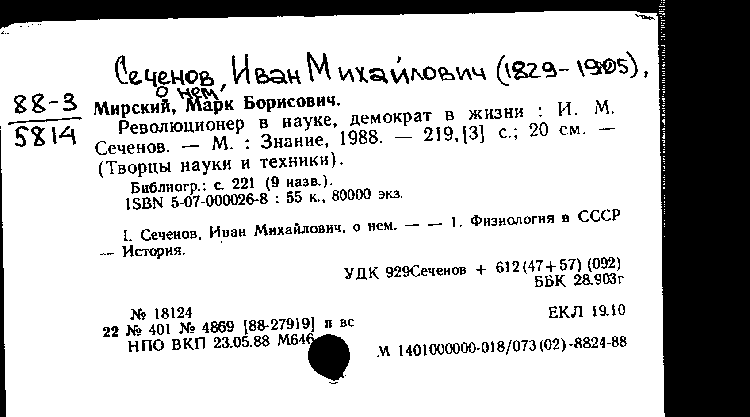 Сеченов, Иван Михайлович (1829-1905),
о нем,
88-3
5814
Мирский, Марк Борисович.
Революционер в науке, демократ в жизни : И. М.
Сеченов. — М. : Знание, 1988. — 219,[3] с.; 20 см. —
(Творцы науки и техники).
Библиогр.: с. 221 (9 назв.).
ISBN 5-07-000026-8 : 55 к., 80000 экз.
I. Сеченов, Иван Михайлович, о нем. — — 1. Физиология в СССР
— История.
УДК 929Сеченов + 612(47+57)(092)
ББК 28.903г
№ 18124
22 № 401 № 4869 [88-27919] п вс
НПО ВКП 23.05.88 М646
ЕКЛ 19.10
М 1401000000-018/073(02)-8824-88